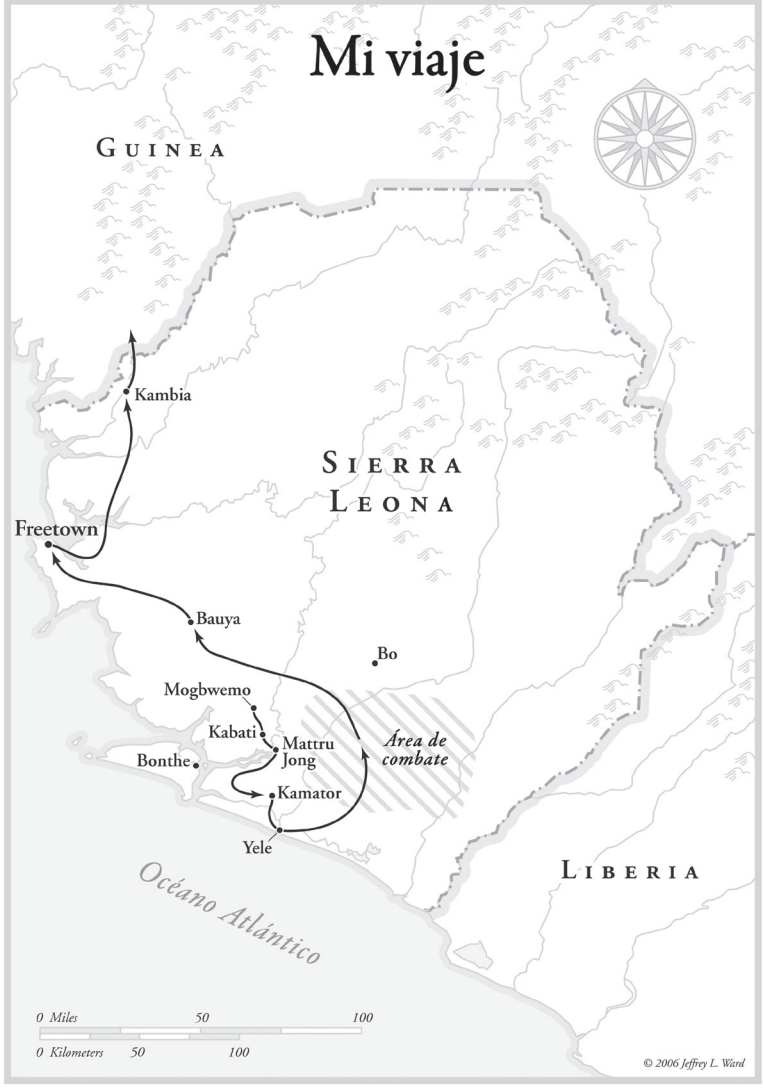 Mi viaje
GUINEA
Kambia
SIERRA
LEONA
Freetown
Bauya
Bo
Mogbwemo
Kabati
Mattru
Jong
Área de
combate
Bonthe
Kamator
Yele
LIBERIA
Océano Atlántico
0 Miles 50 100
0 Kilometers 50 100
© 2006 Jeffrey L. Ward